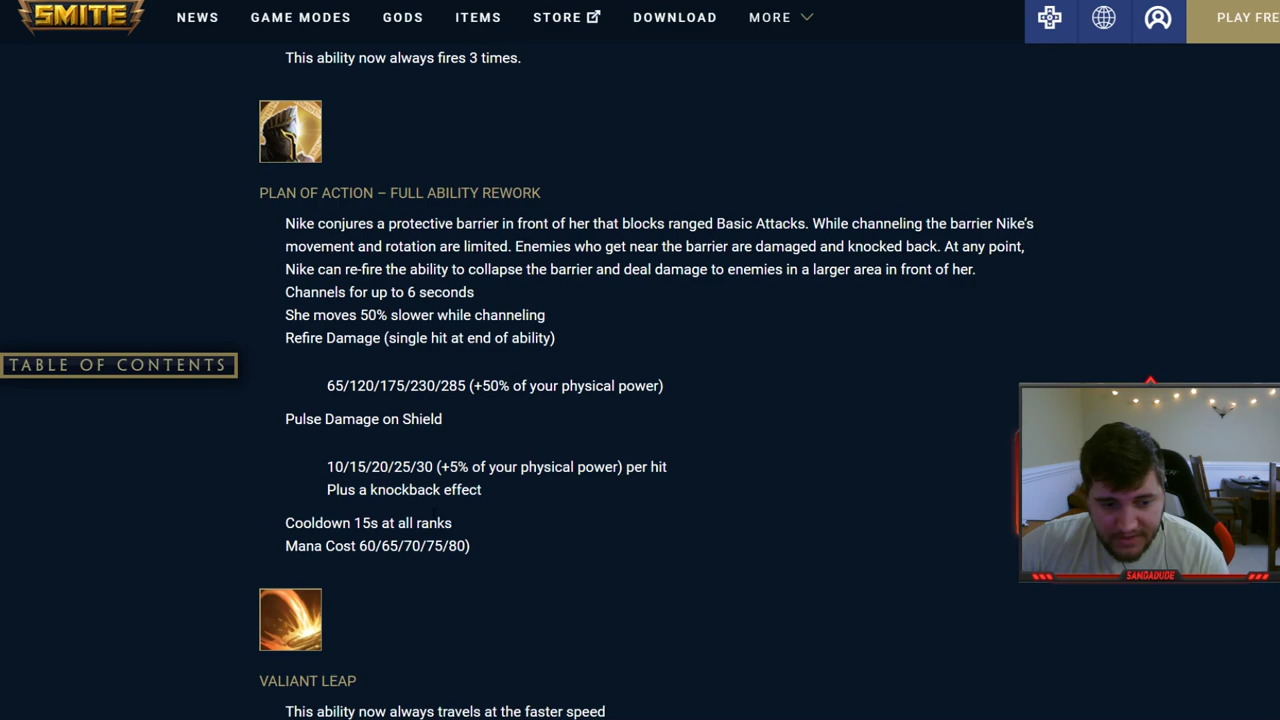 SMITE
NEWS GAME MODES GODS ITEMS STORE DOWNLOAD MORE PLAY FRE
This ability now always fires 3 times.
PLAN OF ACTION – FULL ABILITY REWORK
Nike conjures a protective barrier in front of her that blocks ranged Basic Attacks. While channeling the barrier Nike's
movement and rotation are limited. Enemies who get near the barrier are damaged and knocked back. At any point,
Nike can re-fire the ability to collapse the barrier and deal damage to enemies in a larger area in front of her.
Channels for up to 6 seconds
She moves 50% slower while channeling
Refire Damage (single hit at end of ability)
TABLE OF CONTENTS
65/120/175/230/285 (+50% of your physical power)
Pulse Damage on Shield
10/15/20/25/30 (+5% of your physical power) per hit
Plus a knockback effect
Cooldown 15s at all ranks
Mana Cost 60/65/70/75/80)
SANDADUDE
VALIANT LEAP
This ability now always travels at the faster speed